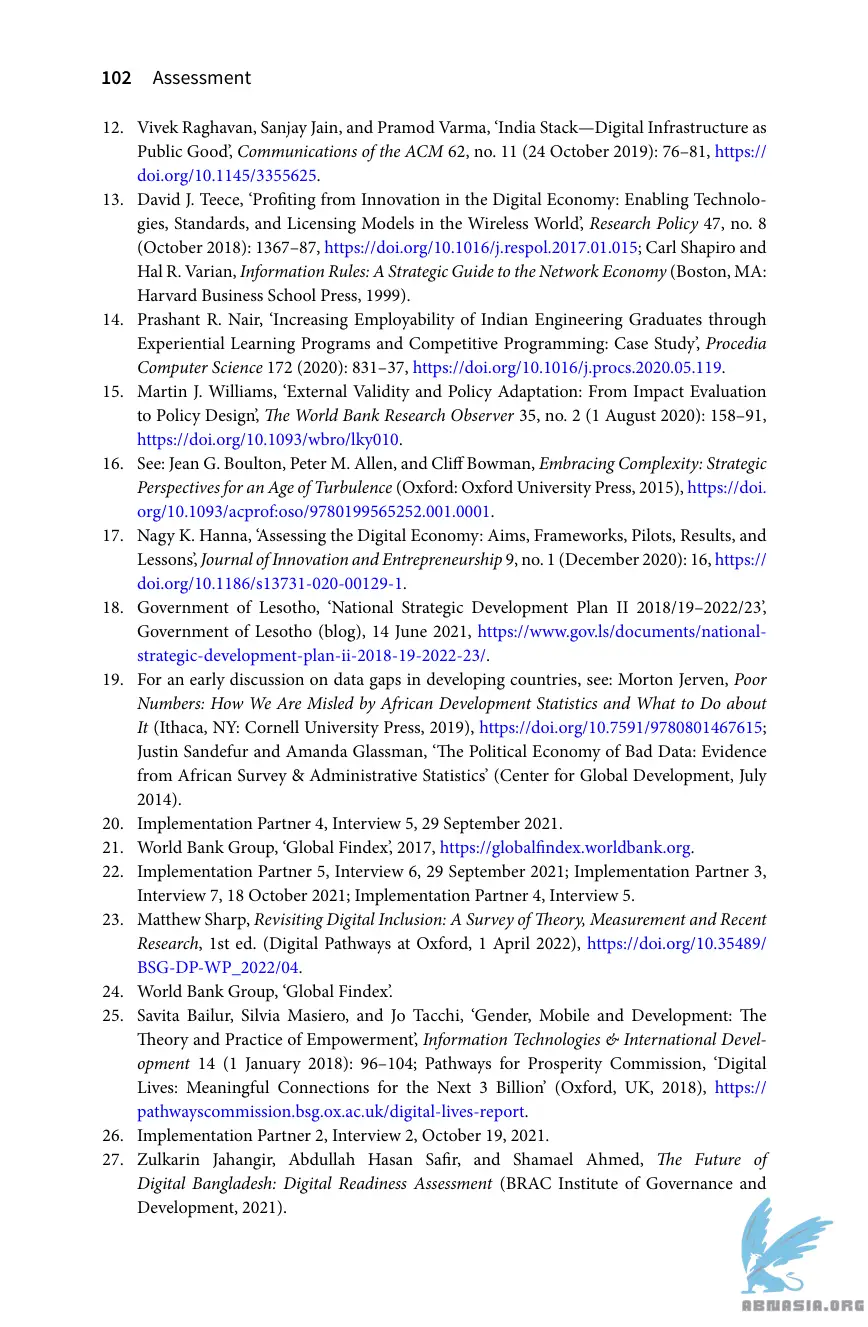 102 Assessment
12. Vivek Raghavan, Sanjay Jain, and Pramod Varma, ‘India Stack—Digital Infrastructure as
Public Good’, Communications of the ACM 62, no. 11 (24 October 2019): 76–81, https://
doi.org/10.1145/3355625.
13. David J. Teece, ‘Profiting from Innovation in the Digital Economy: Enabling Technolo-
gies, Standards, and Licensing Models in the Wireless World’, Research Policy 47, no. 8
(October 2018): 1367–87, https://doi.org/10.1016/j.respol.2017.01.015; Carl Shapiro and
Hal R. Varian, Information Rules: A Strategic Guide to the Network Economy (Boston, MA:
Harvard Business School Press, 1999).
14. Prashant R. Nair, ‘Increasing Employability of Indian Engineering Graduates through
Experiential Learning Programs and Competitive Programming: Case Study’, Procedia
Computer Science 172 (2020): 831–37, https://doi.org/10.1016/j.procs.2020.05.119.
15. Martin J. Williams, ‘External Validity and Policy Adaptation: From Impact Evaluation
to Policy Design’, The World Bank Research Observer 35, no. 2 (1 August 2020): 158–91,
https://doi.org/10.1093/wbro/lky010.
16. See: Jean G. Boulton, Peter M. Allen, and Cliff Bowman, Embracing Complexity: Strategic
Perspectives for an Age of Turbulence (Oxford: Oxford University Press, 2015), https://doi.
org/10.1093/acprof:oso/9780199565252.001.0001.
17. Nagy K. Hanna, ‘Assessing the Digital Economy: Aims, Frameworks, Pilots, Results, and
Lessons’, Journal of Innovation and Entrepreneurship 9, no. 1 (December 2020): 16, https://
doi.org/10.1186/s13731-020-00129-1.
18. Government of Lesotho, ‘National Strategic Development Plan II 2018/19–2022/23’,
Government of Lesotho (blog), 14 June 2021, https://www.gov.ls/documents/national-
strategic-development-plan-ii-2018-19-2022-23/.
19. For an early discussion on data gaps in developing countries, see: Morton Jerven, Poor
Numbers: How We Are Misled by African Development Statistics and What to Do about
It (Ithaca, NY: Cornell University Press, 2019), https://doi.org/10.7591/9780801467615;
Justin Sandefur and Amanda Glassman, ‘The Political Economy of Bad Data: Evidence
from African Survey & Administrative Statistics’ (Center for Global Development, July
2014).
20. Implementation Partner 4, Interview 5, 29 September 2021.
21. World Bank Group, ‘Global Findex’, 2017, https://globalfindex.worldbank.org.
22. Implementation Partner 5, Interview 6, 29 September 2021; Implementation Partner 3,
Interview 7, 18 October 2021; Implementation Partner 4, Interview 5.
23. Matthew Sharp, Revisiting Digital Inclusion: A Survey of Theory, Measurement and Recent
Research, 1st ed. (Digital Pathways at Oxford, 1 April 2022), https://doi.org/10.35489/
BSG-DP-WP_2022/04.
24. World Bank Group, ‘Global Findex’.
25. Savita Bailur, Silvia Masiero, and Jo Tacchi, ‘Gender, Mobile and Development: The
Theory and Practice of Empowerment’, Information Technologies & International Devel-
opment 14 (1 January 2018): 96–104; Pathways for Prosperity Commission, ‘Digital
Lives: Meaningful Connections for the Next 3 Billion’ (Oxford, UK, 2018), https://
pathwayscommission.bsg.ox.ac.uk/digital-lives-report.
26. Implementation Partner 2, Interview 2, October 19, 2021.
27. Zulkarin Jahangir, Abdullah Hasan Safir, and Shamael Ahmed, The Future of
Digital Bangladesh: Digital Readiness Assessment (BRAC Institute of Governance and
Development, 2021).
ABNASIA.ORG